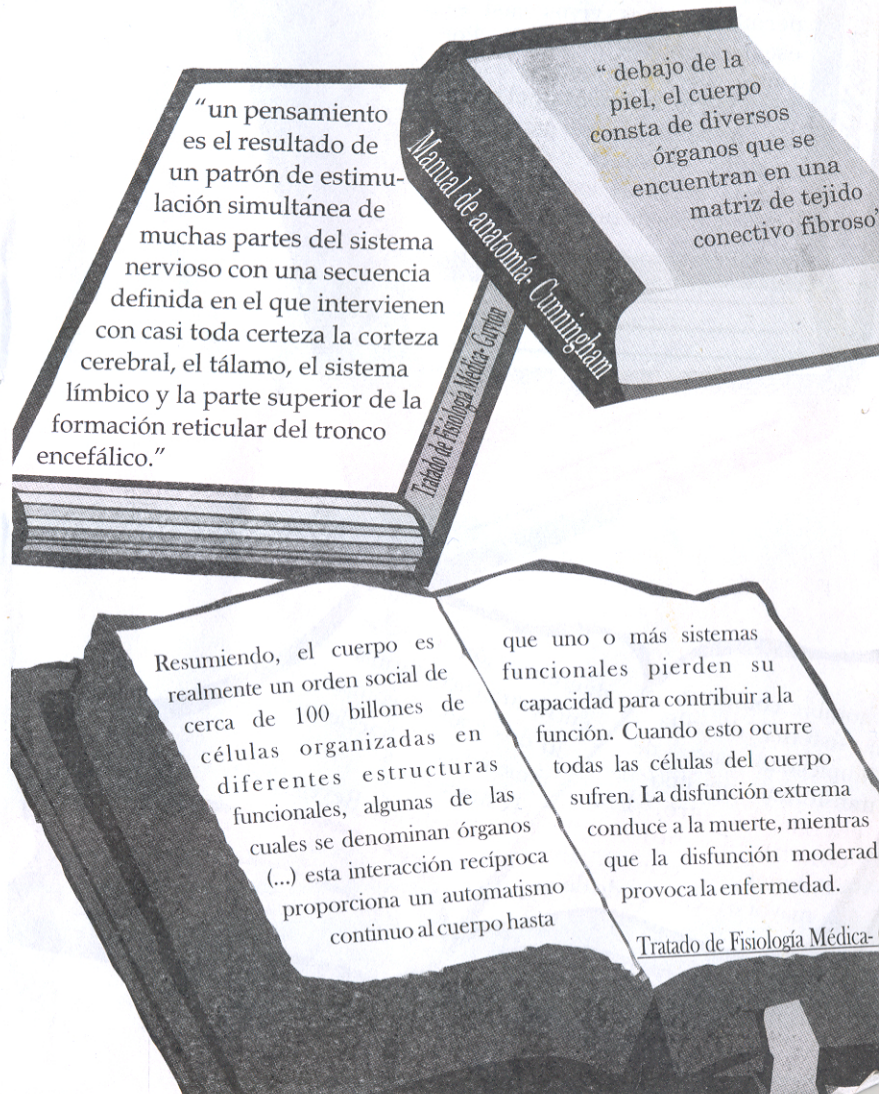 "un pensamiento
es el resultado de
un patrón de estimu-
lación simultánea de
muchas partes del sistema
nervioso con una secuencia
definida en el que intervienen
con casi toda certeza la corteza
cerebral, el tálamo, el sistema
límbico y la parte superior de la
formación reticular del tronco
encefálico."
Tratado de Fisiología Médica- Guyton
Manual de anatomía- Cunningham
" debajo de la
piel, el cuerpo
consta de diversos
órganos que se
encuentran en una
matriz de tejido
conectivo fibroso"
Resumiendo, el cuerpo es
realmente un orden social de
cerca de 100 billones de
células organizadas en
diferentes estructuras
funcionales, algunas de las
cuales se denominan órganos
(...) esta interacción recíproca
proporciona un automatismo
continuo al cuerpo hasta
que uno o más sistemas
funcionales pierden su
capacidad para contribuir a la
función. Cuando esto ocurre
todas las células del cuerpo
sufren. La disfunción extrema
conduce a la muerte, mientras
que la disfunción moderad
provoca la enfermedad.
Tratado de Fisiología Médica-